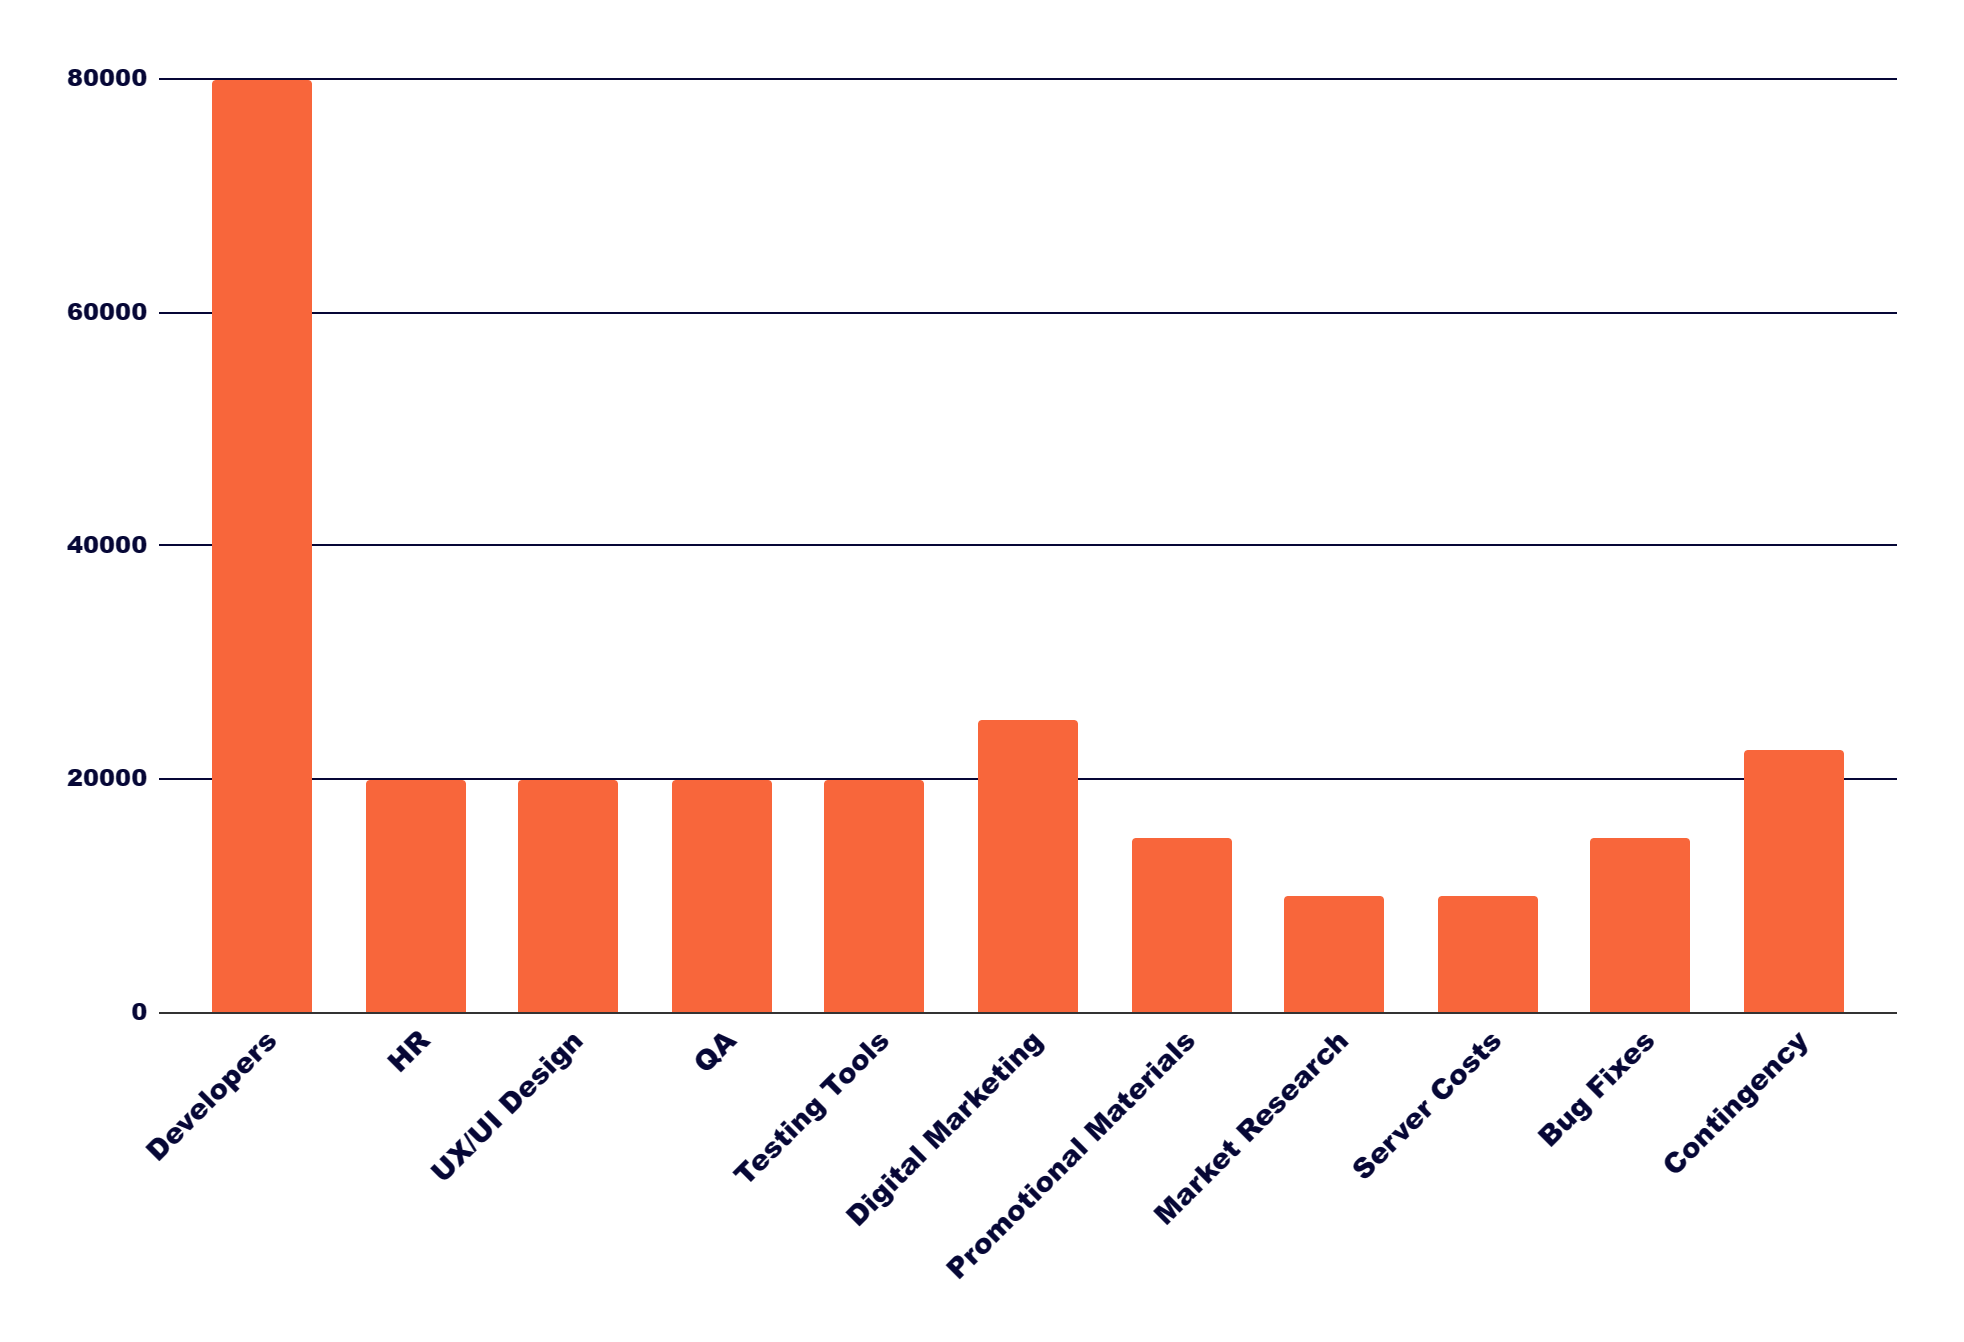 80000
60000
40000
20000
0
Developers
HR
UX/UI Design
QA
Testing Tools
Digital Marketing
Promotional Materials
Market Research
Server Costs
Bug Fixes
Contingency